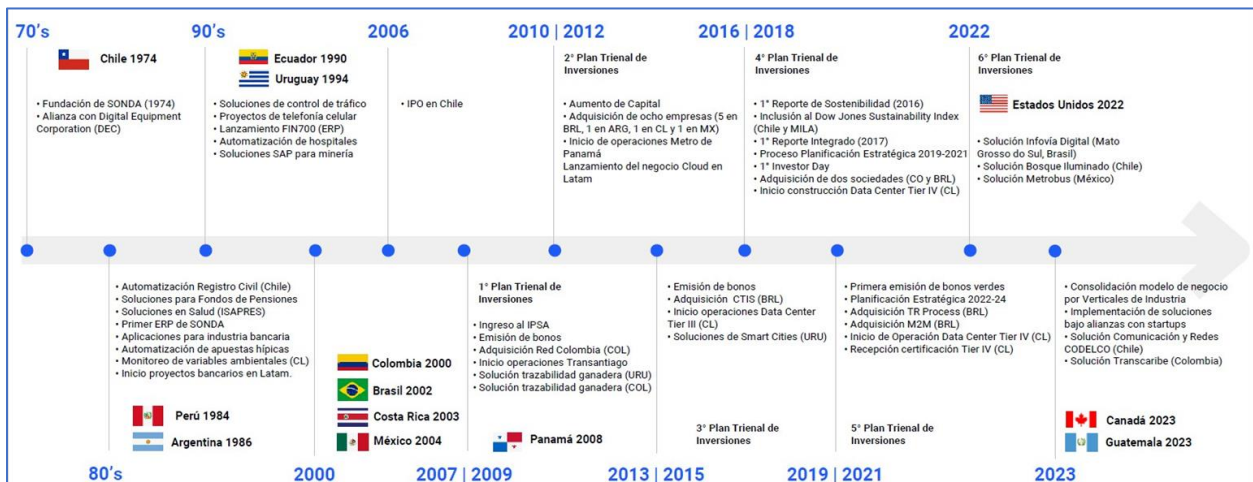 70's
Chile 1974
• Fundación de SONDA (1974)
• Alianza con Digital Equipment
Corporation (DEC)
90's
Ecuador 1990
Uruguay 1994
• Soluciones de control de tráfico
• Proyectos de telefonía celular
• Lanzamiento FIN700 (ERP)
• Automatización de hospitales
• Soluciones SAP para minería
2006
• IPO en Chile
2010 | 2012
2° Plan Trienal de
Inversiones
• Aumento de Capital
• Adquisición de ocho empresas (5 en
BRL, 1 en ARG, 1 en CL y 1 en MX)
• Inicio de operaciones Metro de
Panamá
Lanzamiento del negocio Cloud en
Latam
2016 | 2018
4° Plan Trienal de
Inversiones
• 1° Reporte de Sostenibilidad (2016)
• Inclusión al Dow Jones Sustainability Index
(Chile y MILA)
• 1° Reporte Integrado (2017)
• Proceso Planificación Estratégica 2019-2021
• 1° Investor Day
• Adquisición de dos sociedades (CO y BRL)
• Inicio construcción Data Center Tier IV (CL)
2022
6° Plan Trienal de
Inversiones
Estados Unidos 2022
• Solución Infovía Digital (Mato
Grosso do Sul, Brasil)
• Solución Bosque Iluminado (Chile)
• Solución Metrobus (México)
• Automatización Registro Civil (Chile)
• Soluciones para Fondos de Pensiones
• Soluciones en Salud (ISAPRES)
• Primer ERP de SONDA
• Aplicaciones para industria bancaria
• Automatización de apuestas hípicas
• Monitoreo de variables ambientales (CL)
• Inicio proyectos bancarios en Latam.
Perú 1984
Argentina 1986
80's
Colombia 2000
Brasil 2002
Costa Rica 2003
México 2004
2000
1° Plan Trienal de
Inversiones
• Ingreso al IPSA
• Emisión de bonos
• Adquisición Red Colombia (COL)
• Inicio operaciones Transantiago
• Solución trazabilidad ganadera (URU)
• Solución trazabilidad ganadera (COL)
Panamá 2008
2007 | 2009
• Emisión de bonos
• Adquisición CTIS (BRL)
• Inicio operaciones Data Center
Tier III (CL)
• Soluciones de Smart Cities (URU)
3° Plan Trienal de
Inversiones
2013 | 2015
• Primera emisión de bonos verdes
• Planificación Estratégica 2022-24
• Adquisición TR Process (BRL)
• Adquisición M2M (BRL)
• Inicio de Operación Data Center Tier IV (CL)
• Recepción certificación Tier IV (CL)
5° Plan Trienal de
Inversiones
2019 | 2021
• Consolidación modelo de negocio
por Verticales de Industria
• Implementación de soluciones
bajo alianzas con startups
• Solución Comunicación y Redes
CODELCO (Chile)
• Solución Transcaribe (Colombia)
Canadá 2023
Guatemala 2023
2023